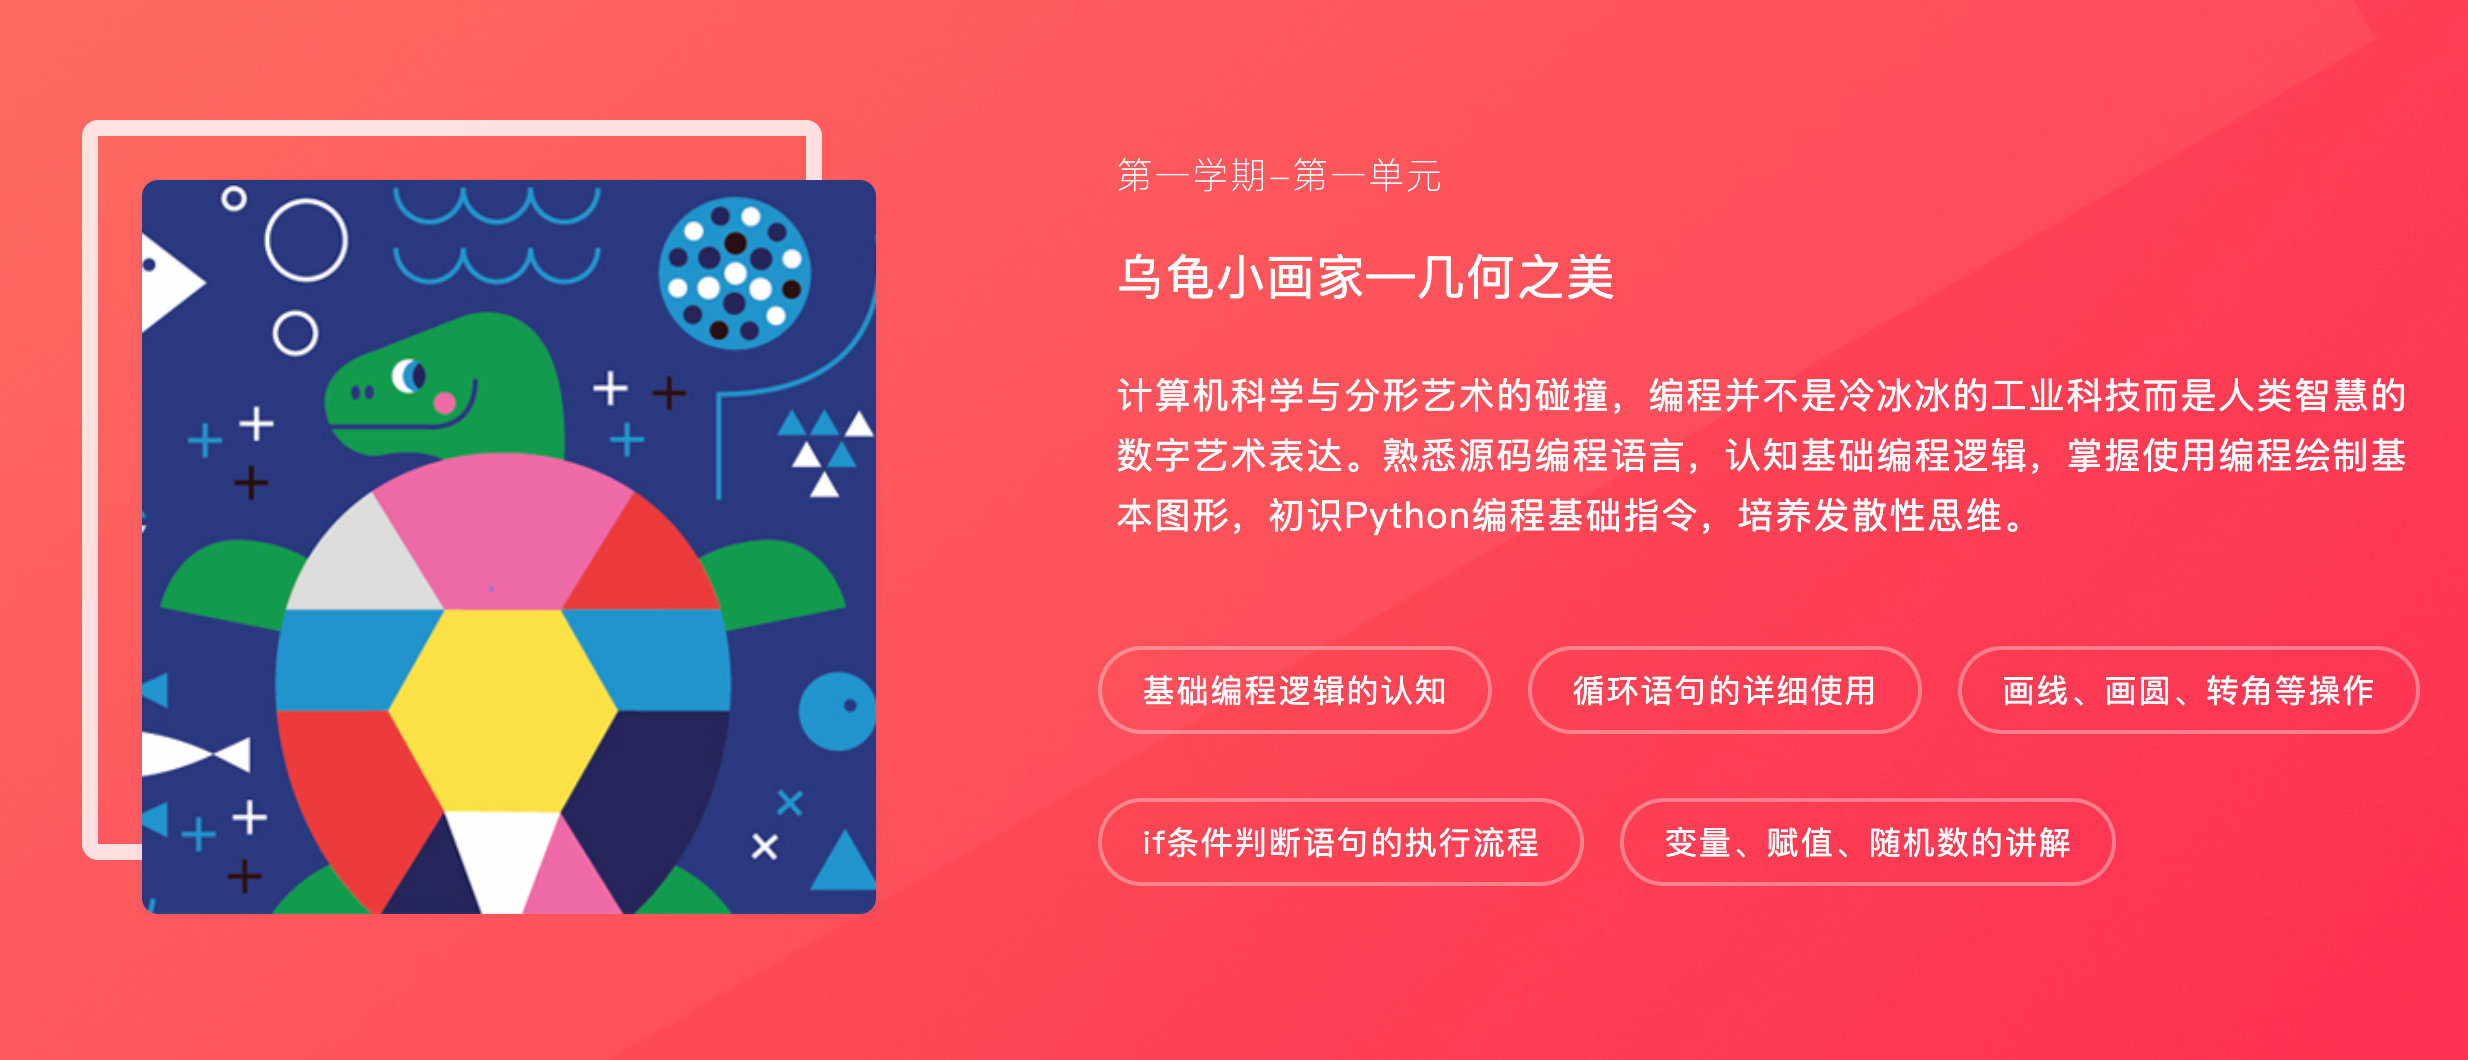 第一学期–第一单元
乌龟小画家—几何之美
计算机科学与分形艺术的碰撞，编程并不是冷冰冰的工业科技而是人类智慧的
数字艺术表达。熟悉源码编程语言，认知基础编程逻辑，掌握使用编程绘制基
本图形，初识Python编程基础指令，培养发散性思维。
基础编程逻辑的认知
循环语句的详细使用
画线、画圆、转角等操作
if条件判断语句的执行流程
变量、赋值、随机数的讲解